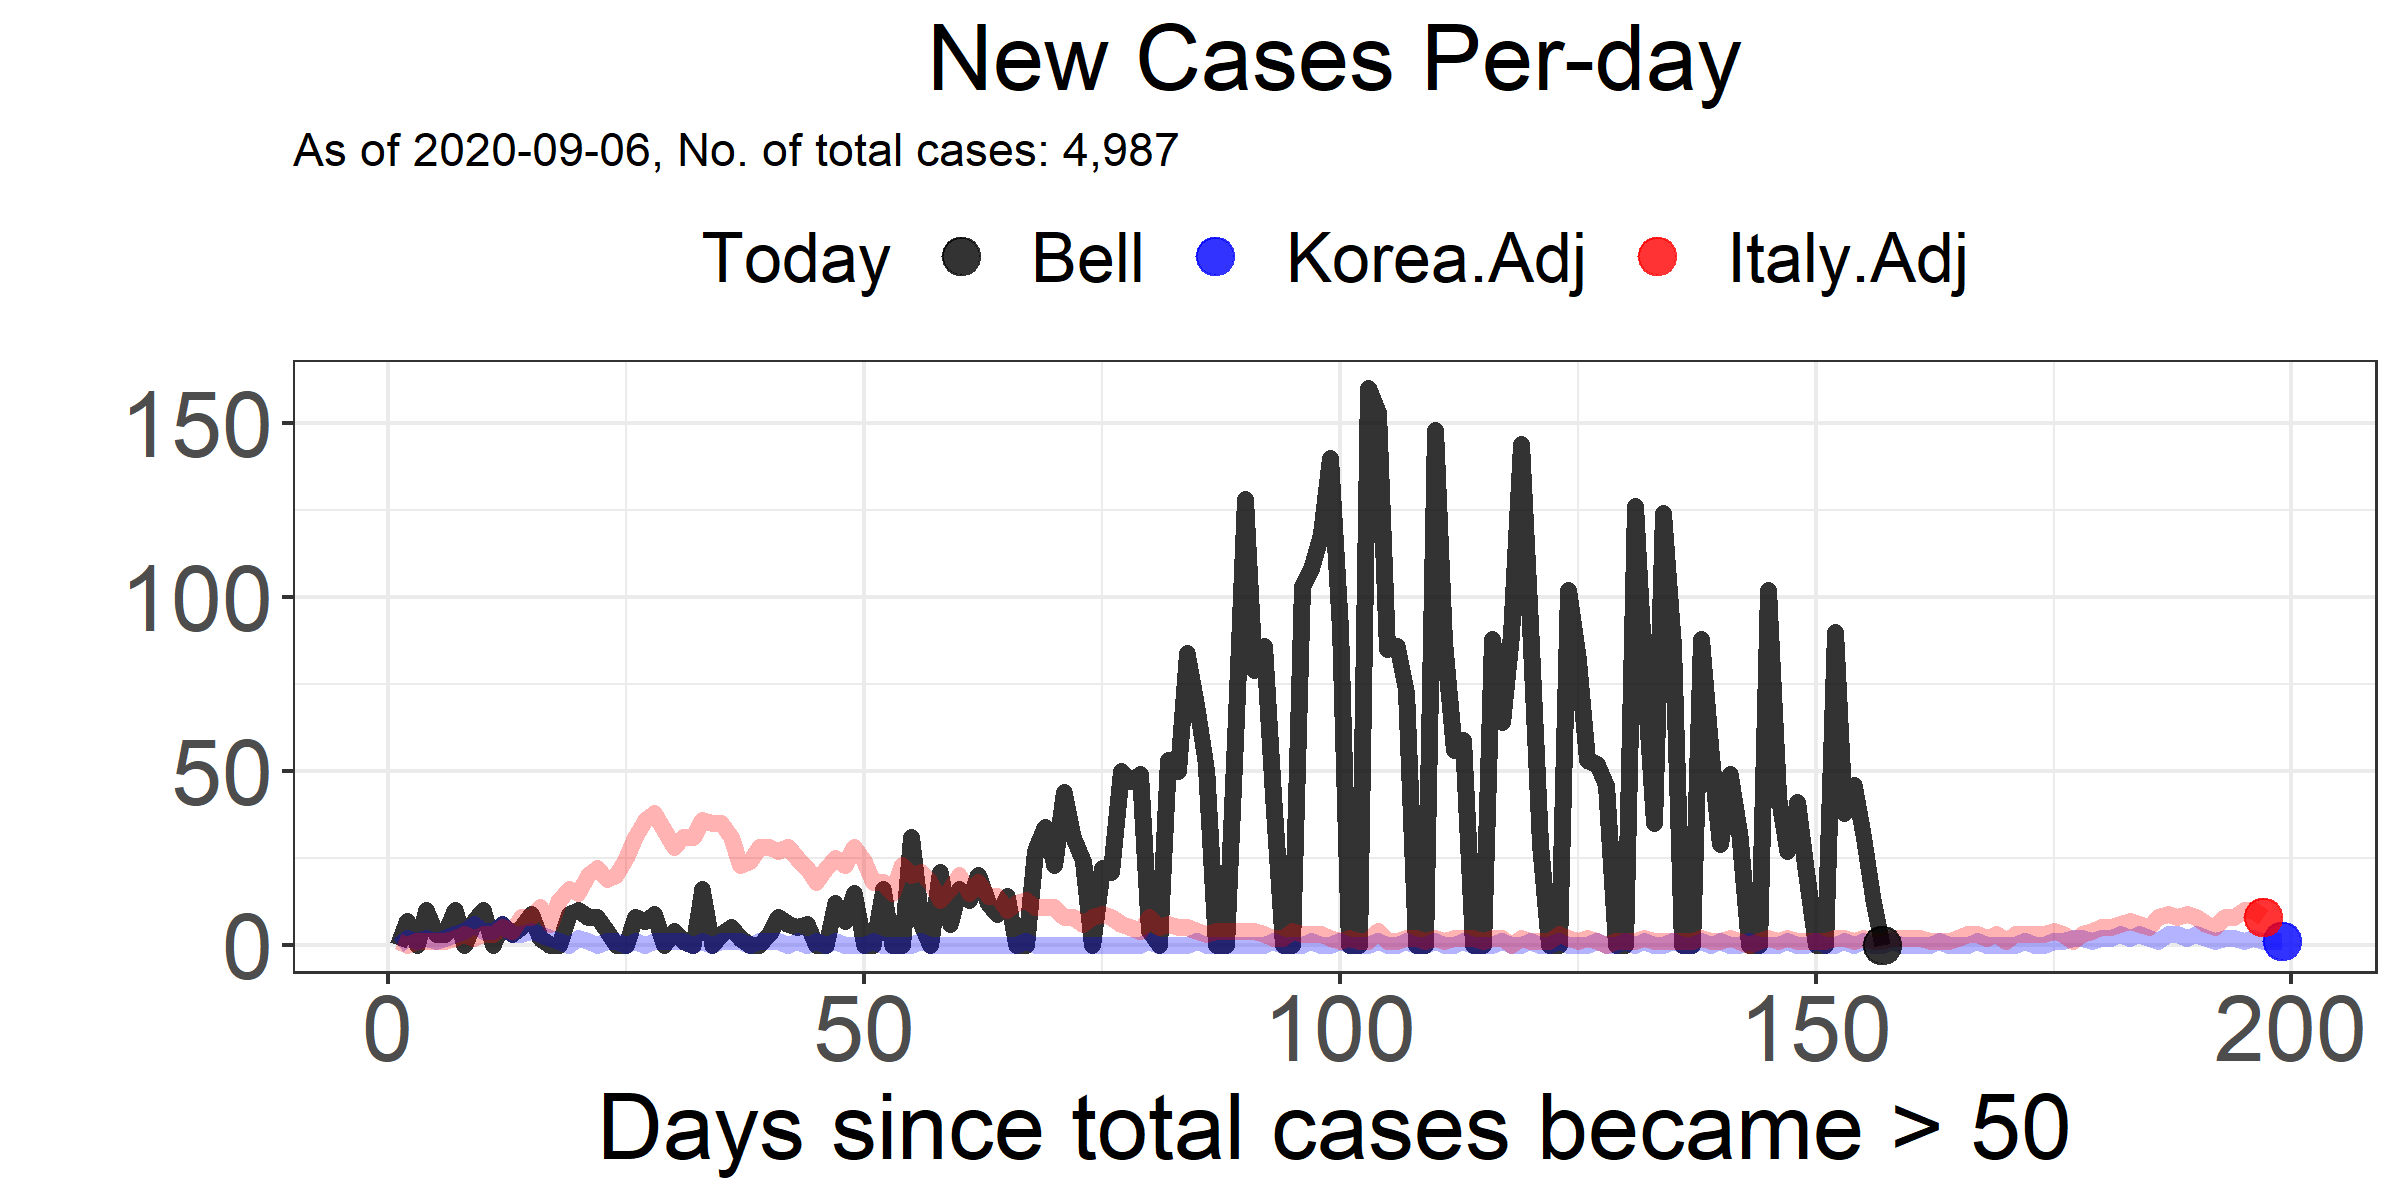 New Cases Per-day
As of 2020-09-06, No. of total cases: 4,987
Today Bell Korea.Adj Italy.Adj
150
100
50
0
0 50 100 150 200
Days since total cases became > 50